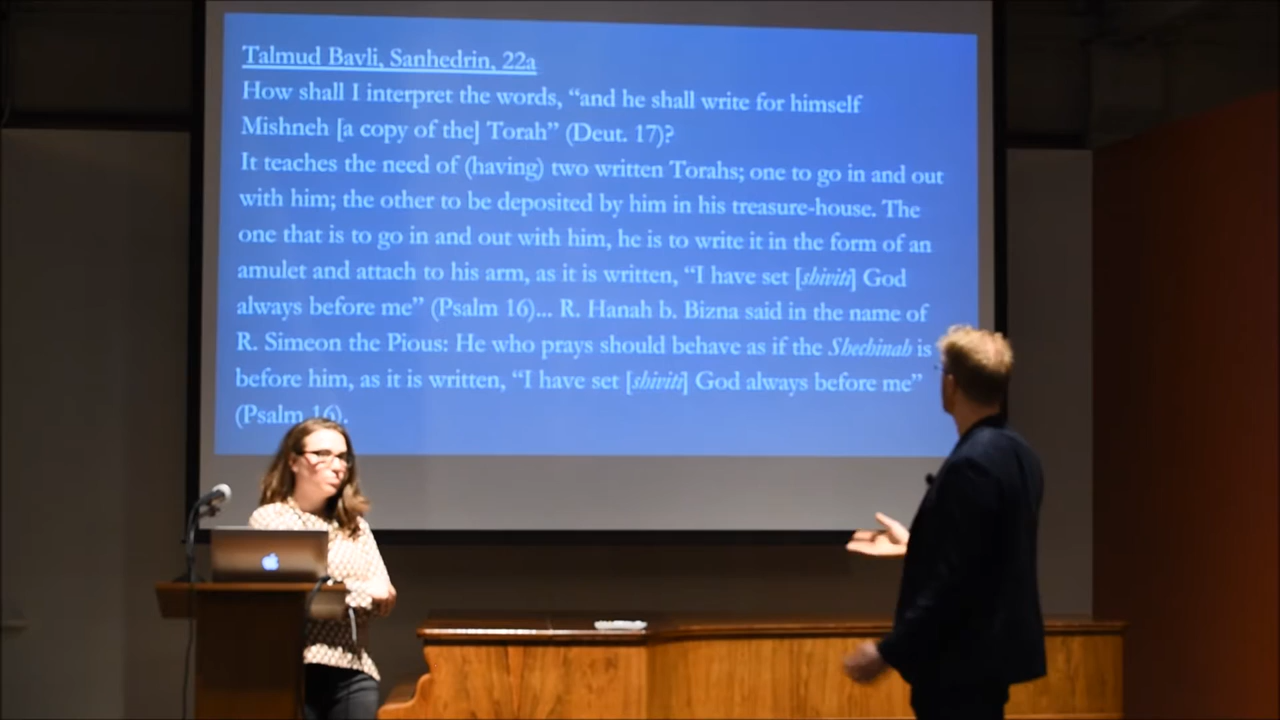 Talmud Bavli, Sanhedrin, 22a
How shall I interpret the words, “and he shall write for himself
Mishneh [a copy of the] Torah” (Deut. 17)?
It teaches the need of (having) two written Torahs; one to go in and out
with him; the other to be deposited by him in his treasure-house. The
one that is to go in and out with him, he is to write it in the form of an
amulet and attach to his arm, as it is written, “I have set [shiviti] God
always before me” (Psalm 16)... R. Hanah b. Bizna said in the name of
R. Simeon the Pious: He who prays should behave as if the Shechinah is
before him, as it is written, “I have set [shiviti] God always before me”
(Psalm 16).